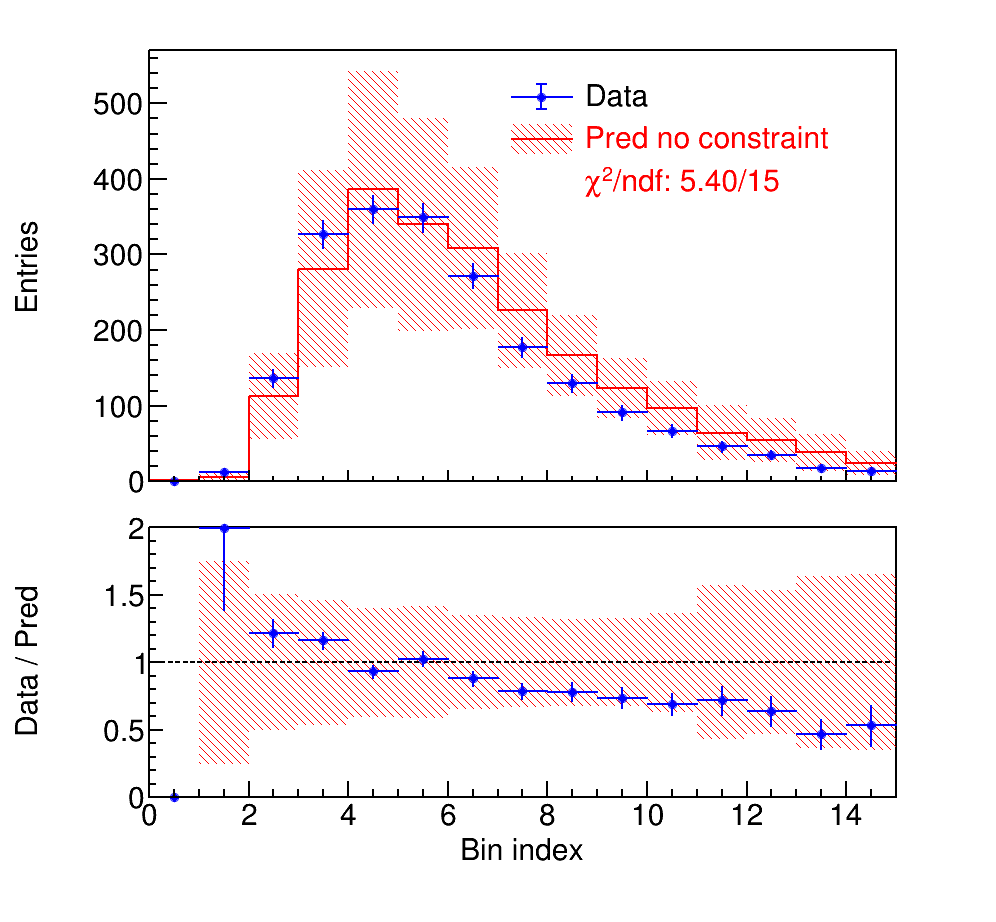 Entries
500
400
300
200
100
0
Data
Pred no constraint
χ²/ndf: 5.40/15
Data / Pred
2
1.5
1
0.5
0
0 2 4 6 8 10 12 14
Bin index